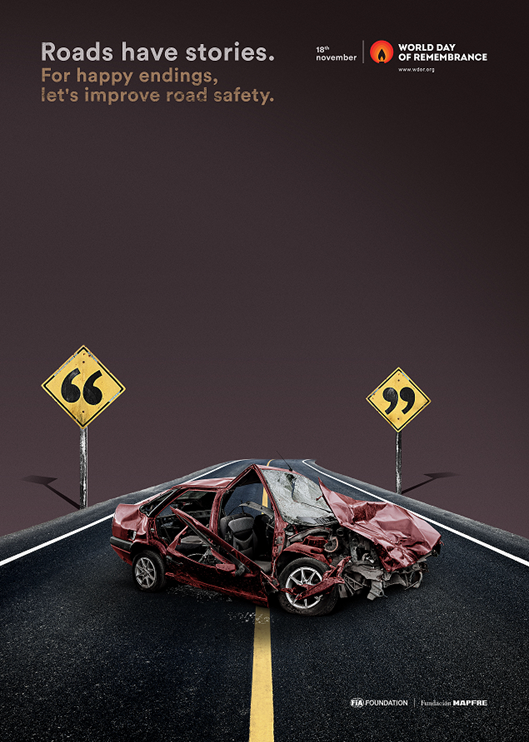 Roads have stories.
For happy endings,
let's improve road safety.
18th
november
WORLD DAY
OF REMEMBRANCE
www.wdor.org
“
”
FIA FOUNDATION
Fundación MAPFRE